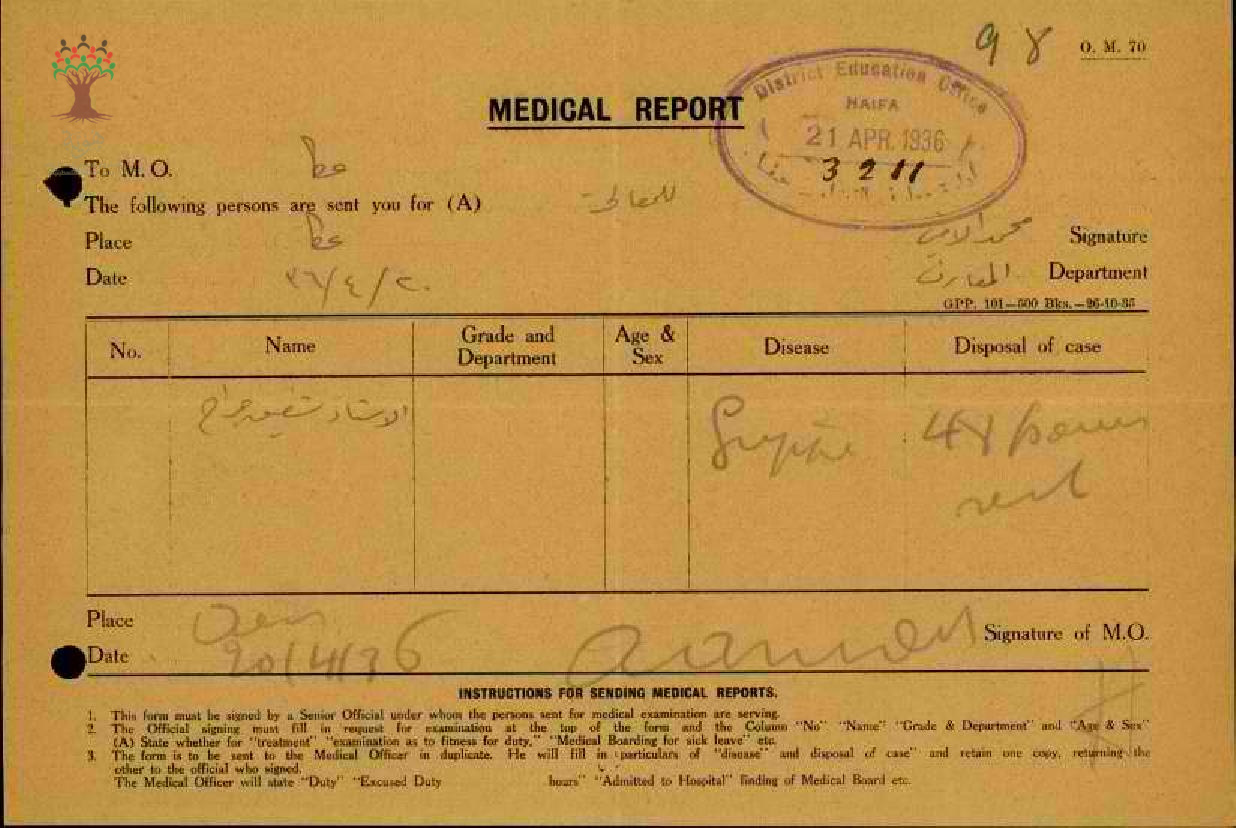 98
O. M. 70
District Education Office
HAIFA
21 APR. 1936
3211
MEDICAL REPORT
To M. O. عكا
The following persons are sent you for (A) للمعالجة
Place عكا
Signature
Date ٣٦/٤/٢٠
المعارف Department
GPP. 101—600 Bks.—26-10-35
No. Name Grade and Department Age & Sex Disease Disposal of case
الاستاذ Grippe 48 hours
rest
Place Acre
Signature of M.O.
Date 20/4/36
INSTRUCTIONS FOR SENDING MEDICAL REPORTS.
1. This form must be signed by a Senior Official under whom the persons sent for medical examination are serving.
2. The Official signing must fill in request for examination at the top of the form and the Column "No" "Name" "Grade & Department" and "Age & Sex"
(A) State whether for "treatment" "examination as to fitness for duty," "Medical Boarding for sick leave" etc.
3. The form is to be sent to the Medical Officer in duplicate. He will fill in particulars of "disease" and disposal of case" and retain one copy, returning the
other to the official who signed.
The Medical Officer will state "Duty" "Excused Duty hours" "Admitted to Hospital" finding of Medical Board etc.